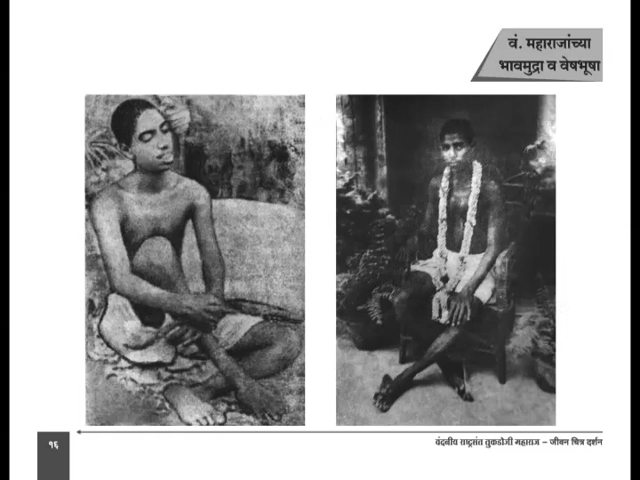 वं. महाराजांच्या
भावमुद्रा व वेषभूषा
१६
वंदनीय राष्ट्रसंत तुकडोजी महाराज – जीवन चित्र दर्शन